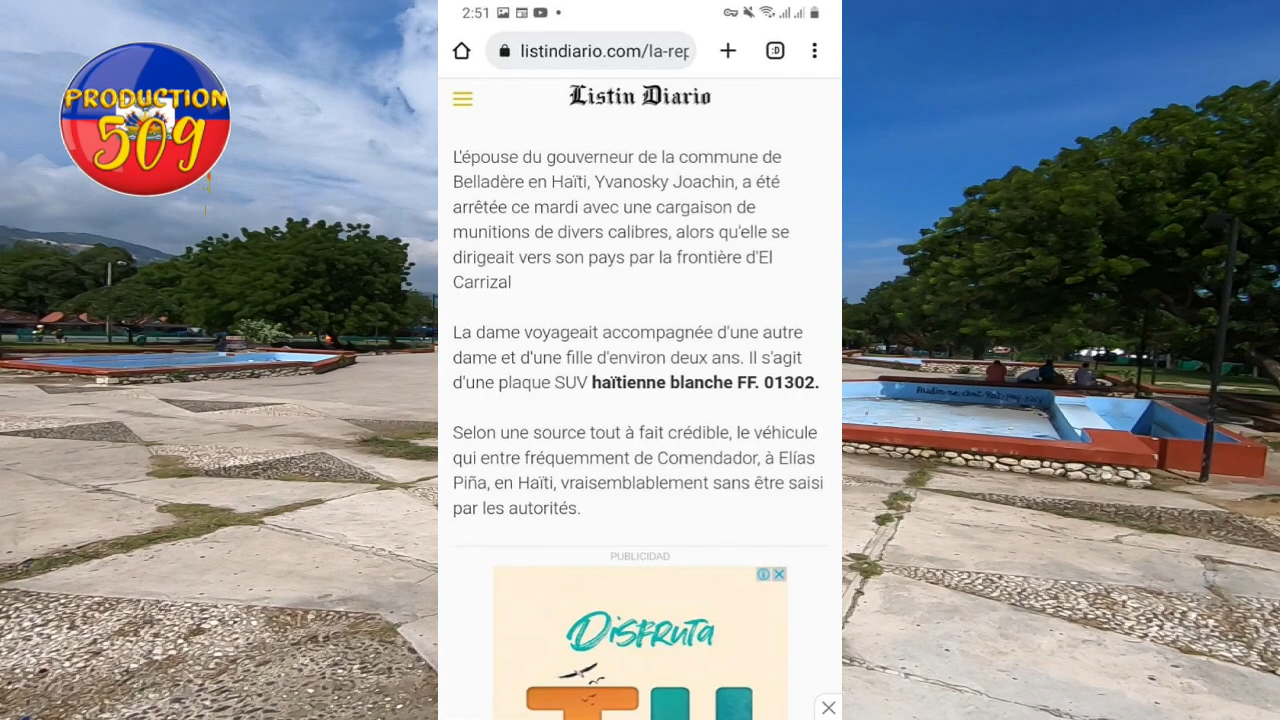 PRODUCTION
509
2:51
listindiario.com/la-rep
:D
Listin Diario
L'épouse du gouverneur de la commune de
Belladère en Haïti, Yvanosky Joachin, a été
arrêtée ce mardi avec une cargaison de
munitions de divers calibres, alors qu'elle se
dirigeait vers son pays par la frontière d'El
Carrizal
La dame voyageait accompagnée d'une autre
dame et d'une fille d'environ deux ans. Il s'agit
d'une plaque SUV haïtienne blanche FF. 01302.
Selon une source tout à fait crédible, le véhicule
qui entre fréquemment de Comendador, à Elías
Piña, en Haïti, vraisemblablement sans être saisi
par les autorités.
PUBLICIDAD
DISFRUTA
TU